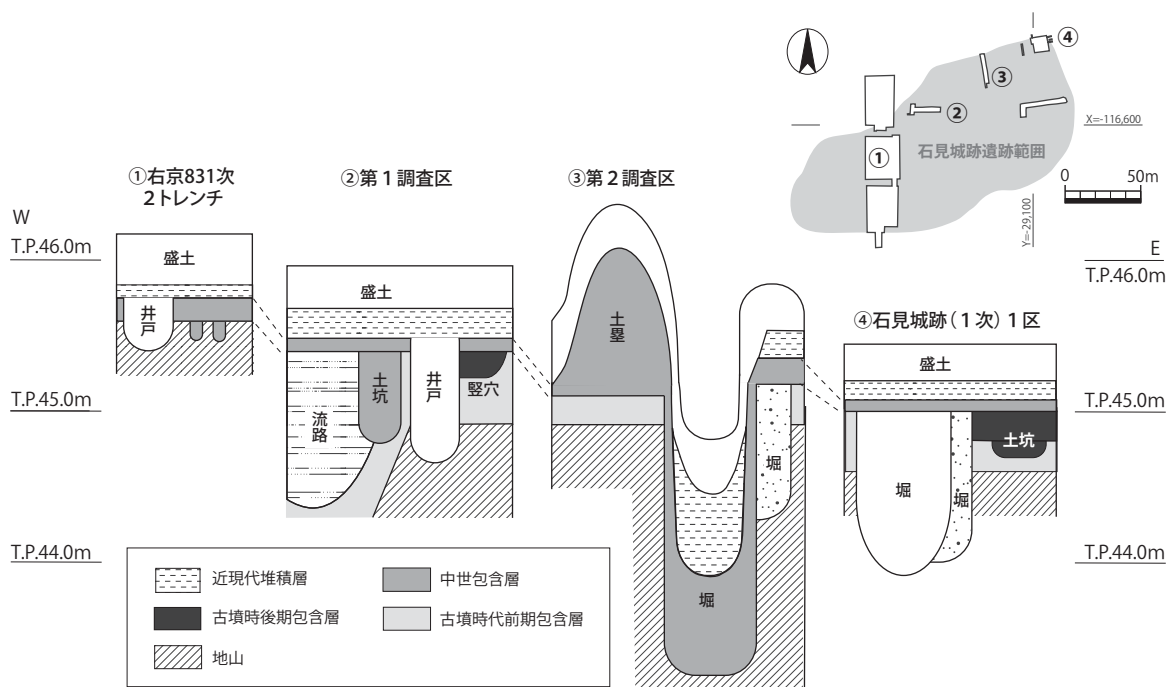 ④
③
②
X=-116,600
石見城跡遺跡範囲
①
0 50m
Y=-29,100
①右京831次
2トレンチ
②第1調査区
③第2調査区
W
T.P.46.0m
E
T.P.46.0m
盛土
井戸
盛土
土坑
井戸
竪穴
流路
土塁
堀
堀
④石見城跡(1次)1区
盛土
土坑
堀
堀
T.P.45.0m
T.P.45.0m
T.P.44.0m
T.P.44.0m
近現代堆積層
中世包含層
古墳時後期包含層
古墳時代前期包含層
地山